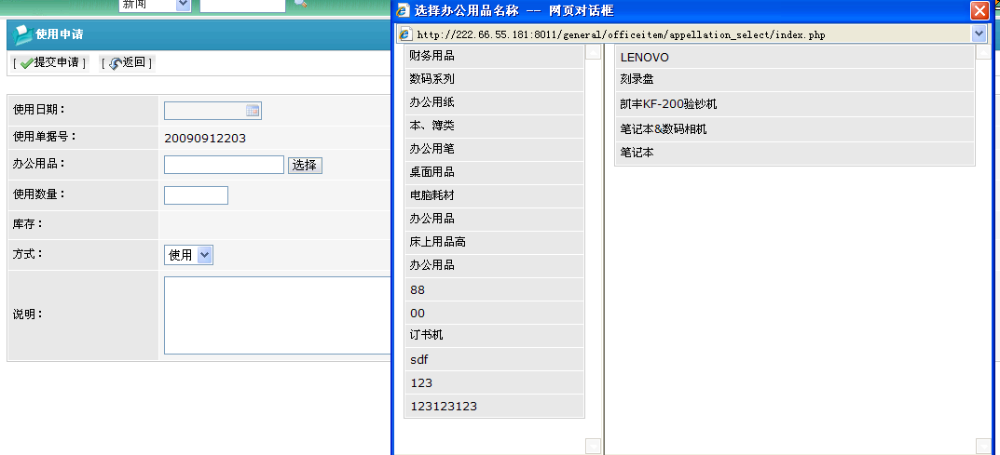 新闻
使用申请
[ 提交申请 ] [ 返回 ]
使用日期：
使用单据号： 20090912203
办公用品： 选择
使用数量：
库存：
方式： 使用
说明：
选择办公用品名称 -- 网页对话框
http://222.66.55.181:8011/general/officeitem/appellation_select/index.php
财务用品
数码系列
办公用纸
本、簿类
办公用笔
桌面用品
电脑耗材
办公用品
床上用品高
办公用品
88
00
订书机
sdf
123
123123123
LENOVO
刻录盘
凯丰KF-200验钞机
笔记本&数码相机
笔记本